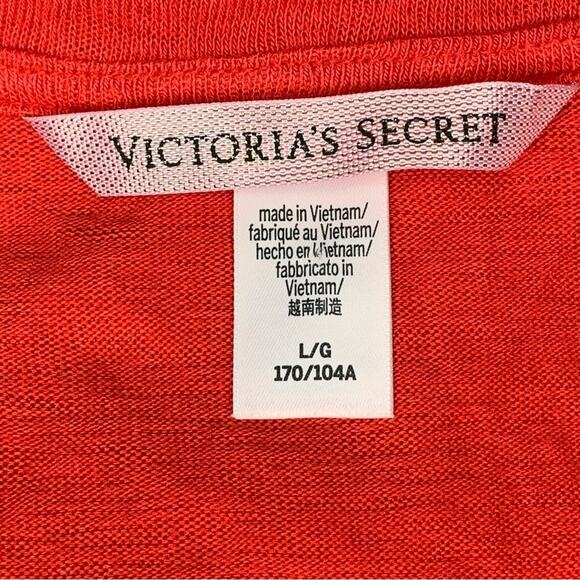 VICTORIA'S SECRET
made in Vietnam/
fabriqué au Vietnam/
hecho en Vietnam/
fabbricato in
Vietnam/
越南制造
L/G
170/104A